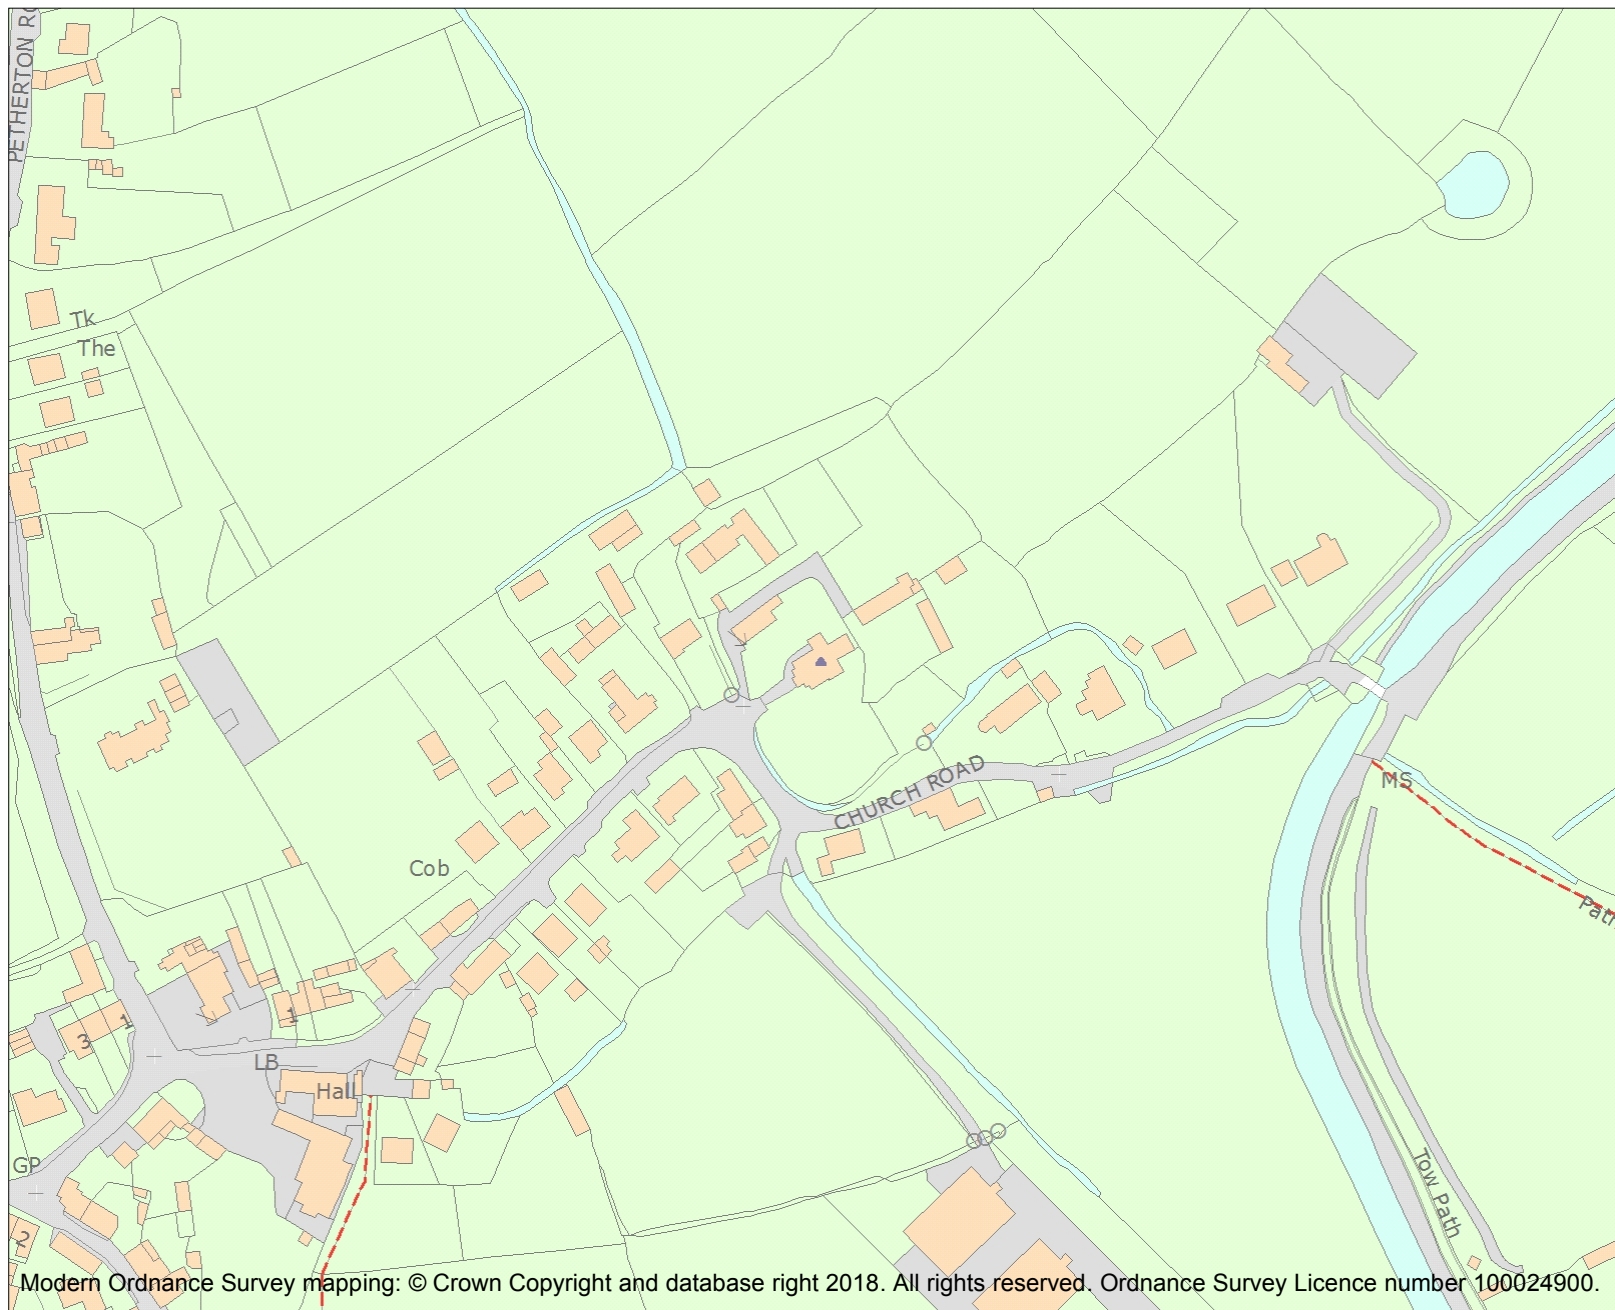 PETHERTON RO
Tk
The
Cob
CHURCH ROAD
MS
Path
1
3
1
LB
Hall
GP
Tow Path
2
Modern Ordnance Survey mapping: © Crown Copyright and database right 2018. All rights reserved. Ordnance Survey Licence number 100024900.